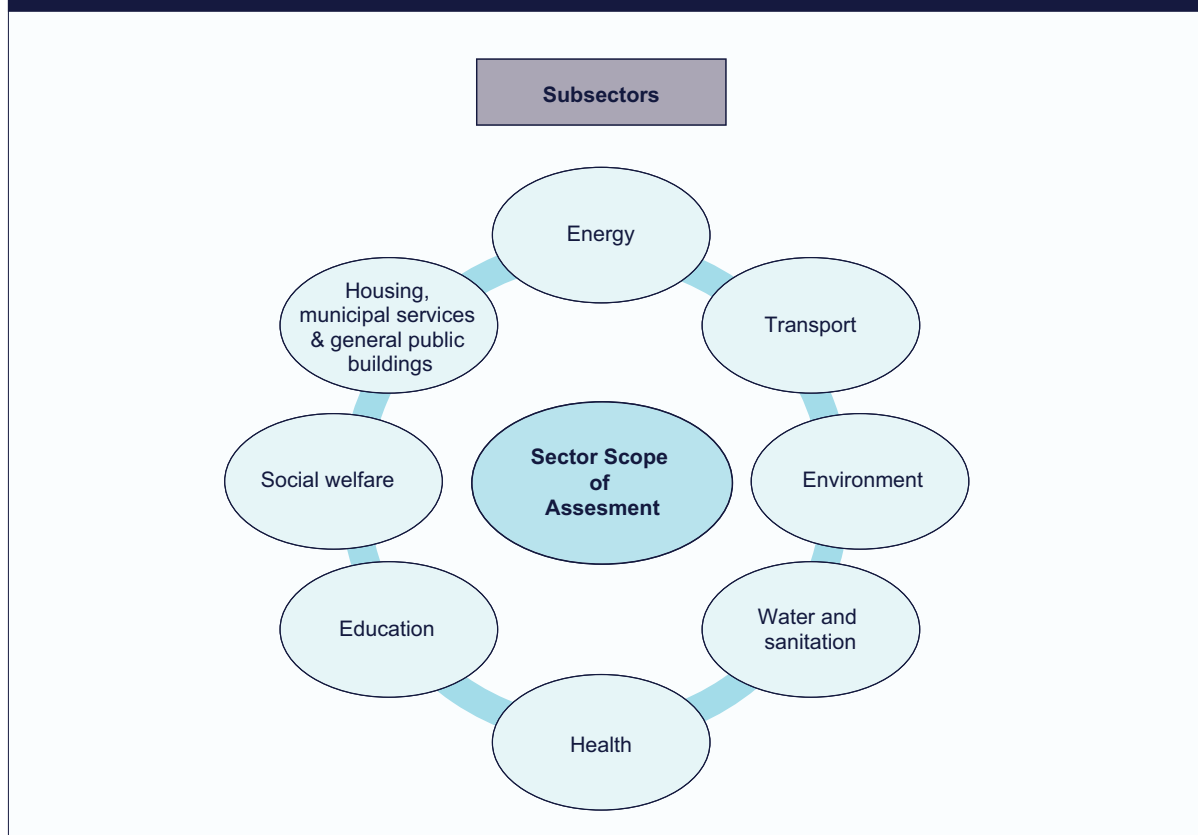 Subsectors
Energy
Housing,
municipal services
& general public
buildings
Transport
Social welfare
Sector Scope
of
Assesment
Environment
Education
Water and
sanitation
Health